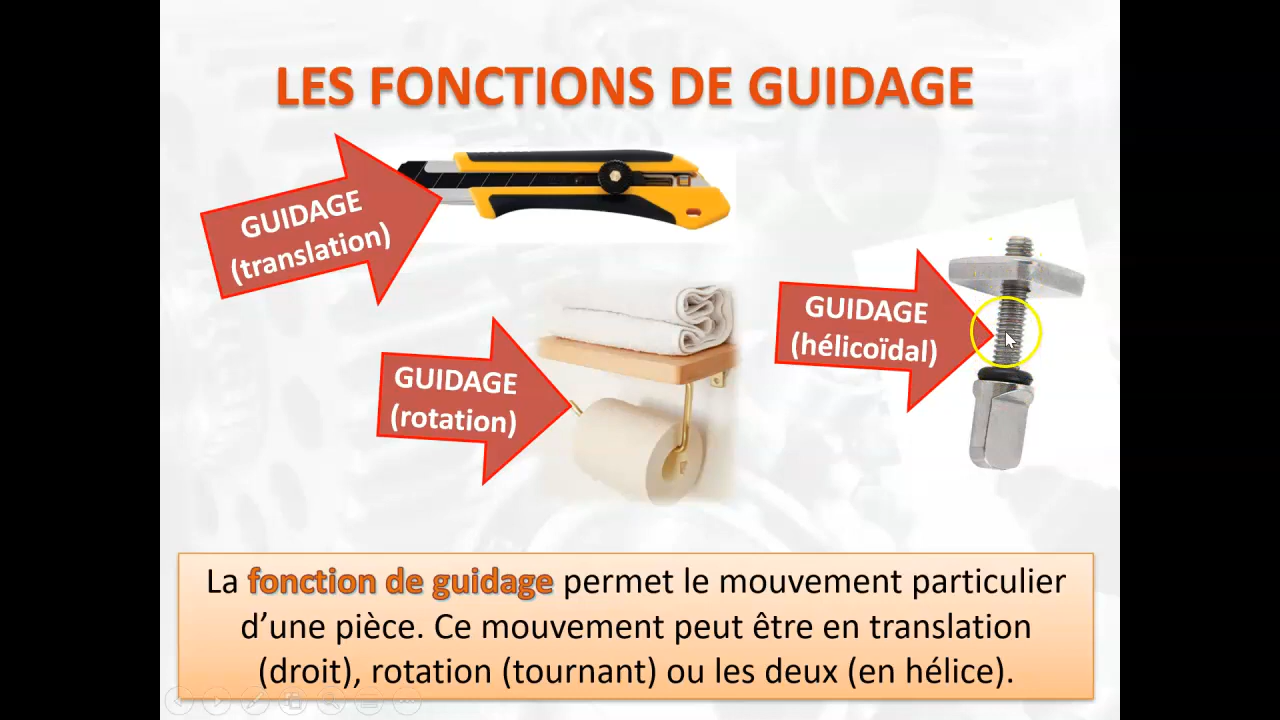 LES FONCTIONS DE GUIDAGE
GUIDAGE
(translation)
GUIDAGE
(hélicoïdal)
GUIDAGE
(rotation)
La fonction de guidage permet le mouvement particulier
d’une pièce. Ce mouvement peut être en translation
(droit), rotation (tournant) ou les deux (en hélice).